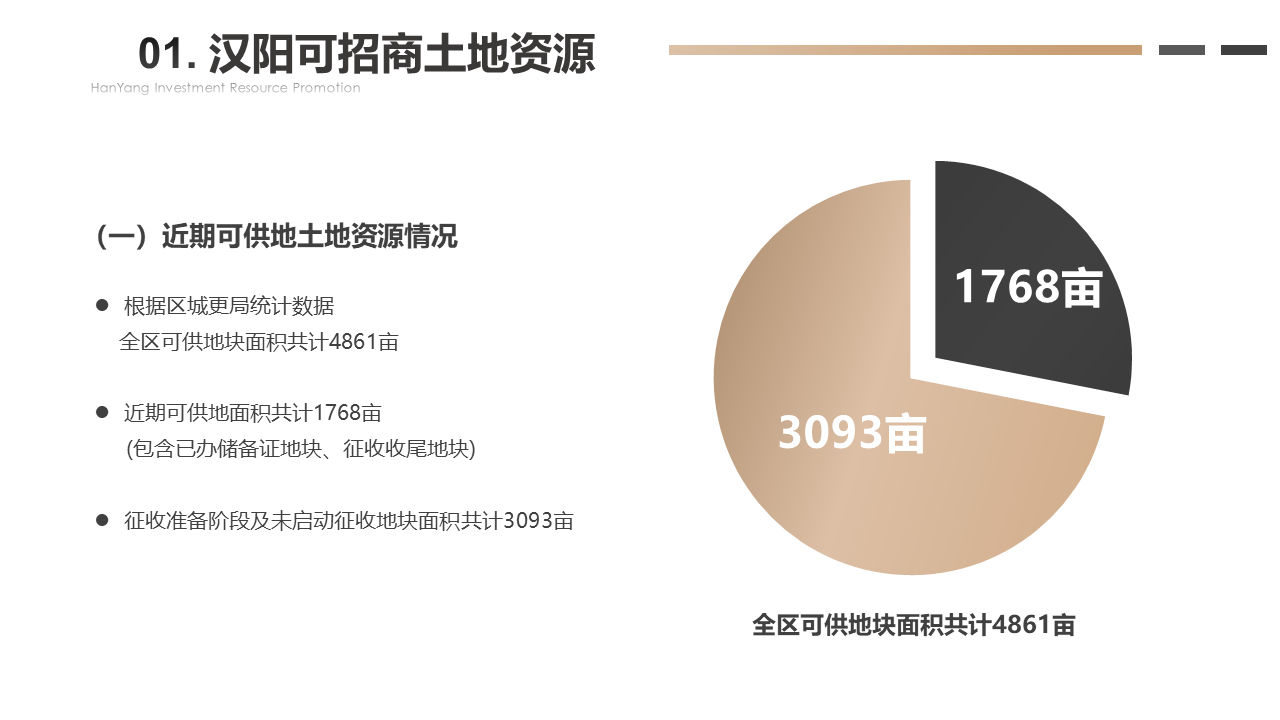 01. 汉阳可招商土地资源
HanYang Investment Resource Promotion
（一）近期可供地土地资源情况
● 根据区城更局统计数据
全区可供地块面积共计4861亩
● 近期可供地面积共计1768亩
(包含已办储备证地块、征收收尾地块)
● 征收准备阶段及未启动征收地块面积共计3093亩
1768亩
3093亩
全区可供地块面积共计4861亩